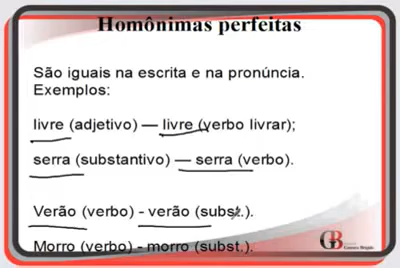 Homônimas perfeitas
São iguais na escrita e na pronúncia.
Exemplos:
livre (adjetivo) — livre (verbo livrar);
serra (substantivo) — serra (verbo).
Verão (verbo) - verão (subst.).
Morro (verbo) - morro (subst.).
GB